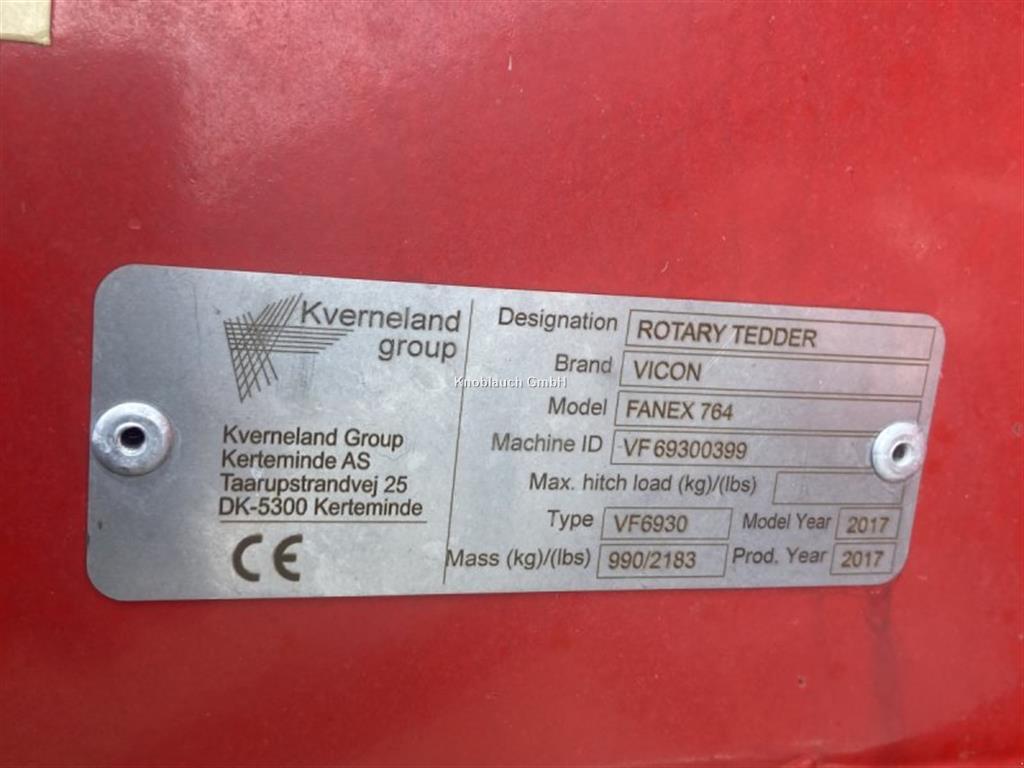 Kverneland
group
Kverneland Group
Kerteminde AS
Taarupstrandvej 25
DK-5300 Kerteminde
CE
Designation ROTARY TEDDER
Brand VICON
Model FANEX 764
Machine ID VF69300399
Max. hitch load (kg)/(lbs)
Type VF6930 Model Year 2017
Mass (kg)/(lbs) 990/2183 Prod. Year 2017
Knoblauch GmbH